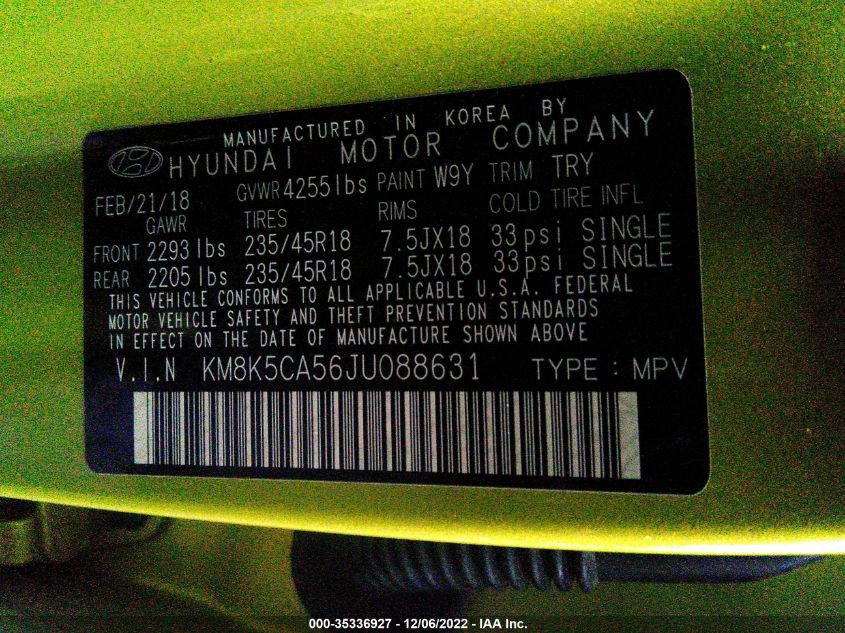 MANUFACTURED IN KOREA BY
HYUNDAI MOTOR COMPANY
FEB/21/18 GVWR 4255lbs PAINT W9Y TRIM TRY
GAWR TIRES RIMS COLD TIRE INFL
FRONT 2293lbs 235/45R18 7.5JX18 33psi SINGLE
REAR 2205lbs 235/45R18 7.5JX18 33psi SINGLE
THIS VEHICLE CONFORMS TO ALL APPLICABLE U.S.A. FEDERAL
MOTOR VEHICLE SAFETY AND THEFT PREVENTION STANDARDS
IN EFFECT ON THE DATE OF MANUFACTURE SHOWN ABOVE
V.I.N KM8K5CA56JU088631 TYPE : MPV
000-35336927 - 12/06/2022 - IAA Inc.